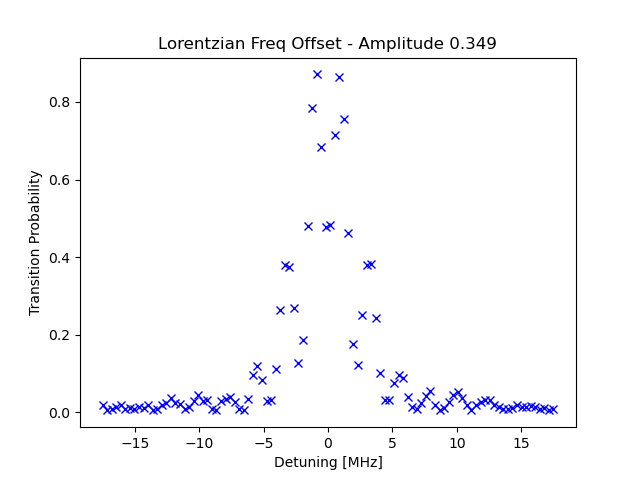 Lorentzian Freq Offset - Amplitude 0.349
Transition Probability
0.8
0.6
0.4
0.2
0.0
−15 −10 −5 0 5 10 15
Detuning [MHz]